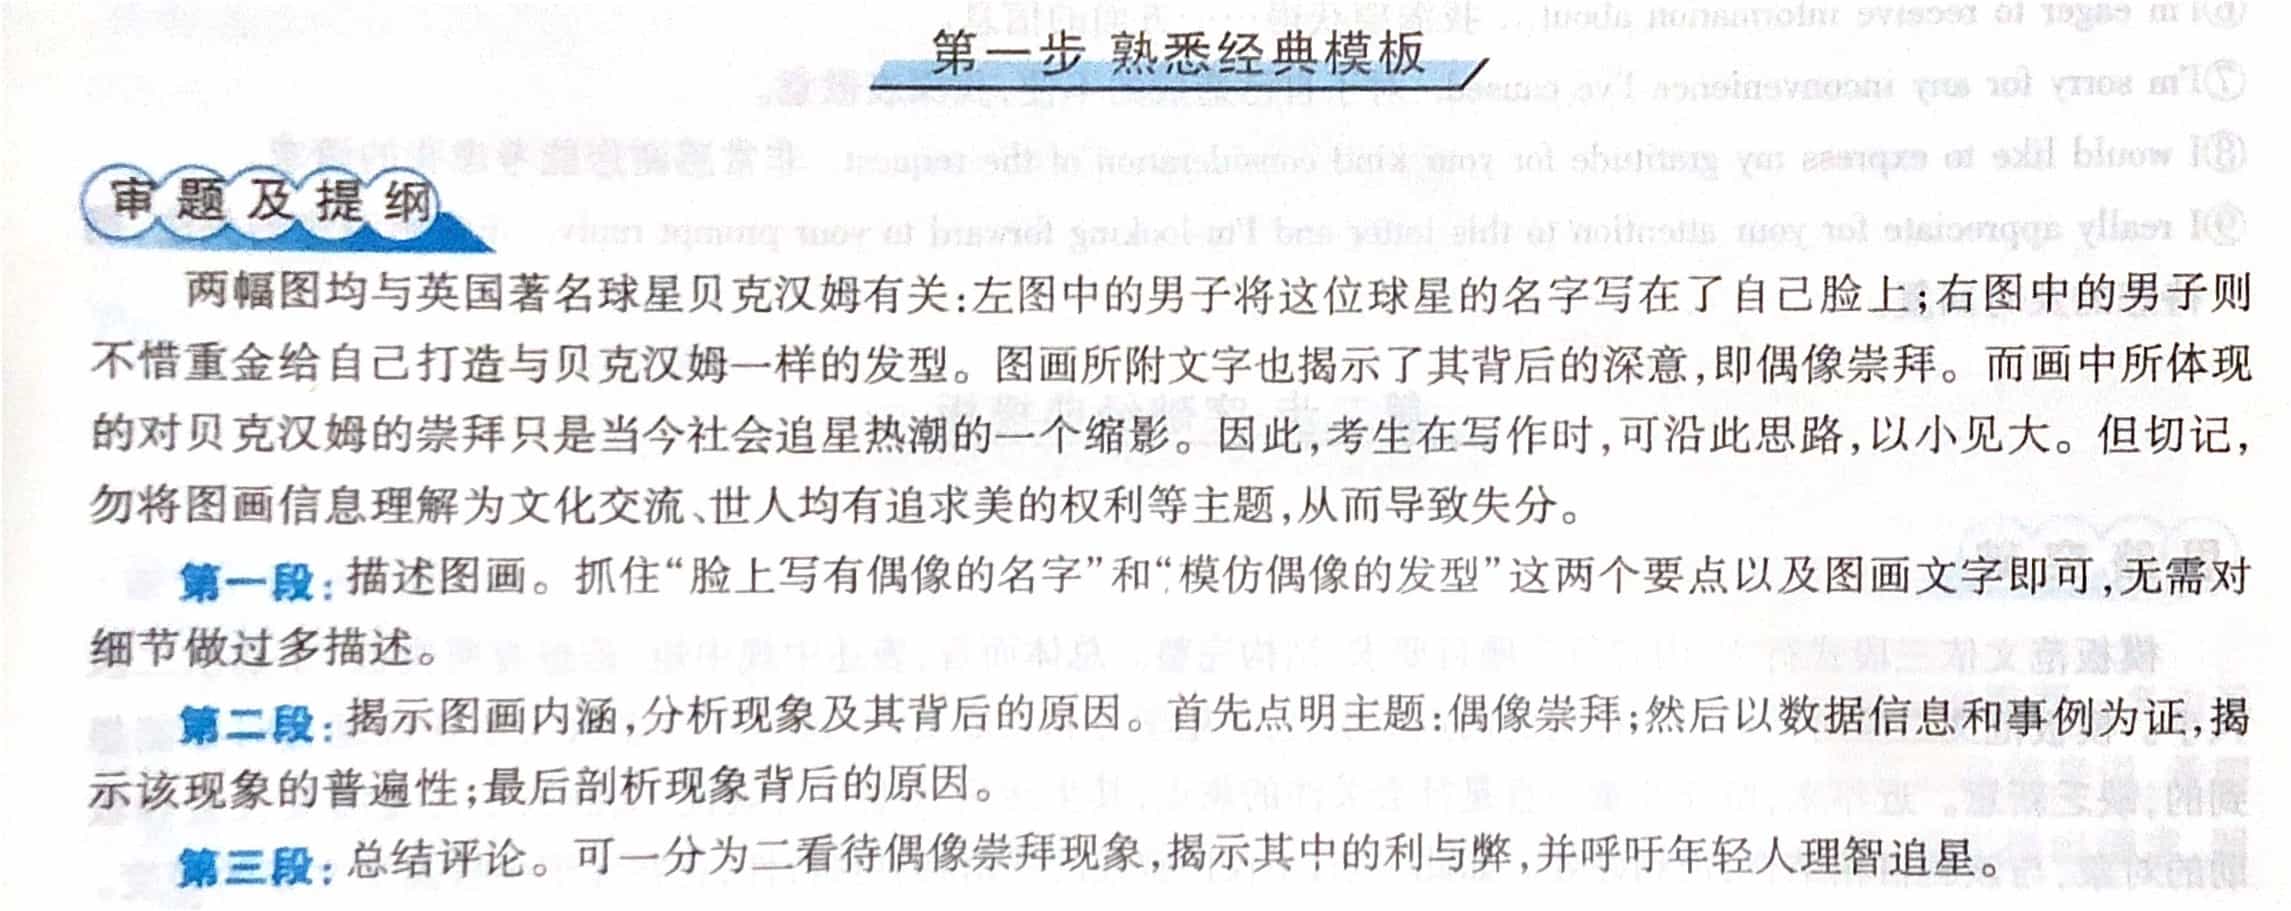 第一步 熟悉经典模板
审题及提纲
两幅图均与英国著名球星贝克汉姆有关:左图中的男子将这位球星的名字写在了自己脸上;右图中的男子则
不惜重金给自己打造与贝克汉姆一样的发型。图画所附文字也揭示了其背后的深意,即偶像崇拜。而画中所体现
的对贝克汉姆的崇拜只是当今社会追星热潮的一个缩影。因此,考生在写作时,可沿此思路,以小见大。但切记,
勿将图画信息理解为文化交流、世人均有追求美的权利等主题,从而导致失分。
第一段:描述图画。抓住“脸上写有偶像的名字”和“模仿偶像的发型”这两个要点以及图画文字即可,无需对
细节做过多描述。
第二段:揭示图画内涵,分析现象及其背后的原因。首先点明主题:偶像崇拜;然后以数据信息和事例为证,揭
示该现象的普遍性;最后剖析现象背后的原因。
第三段:总结评论。可一分为二看待偶像崇拜现象,揭示其中的利与弊,并呼吁年轻人理智追星。